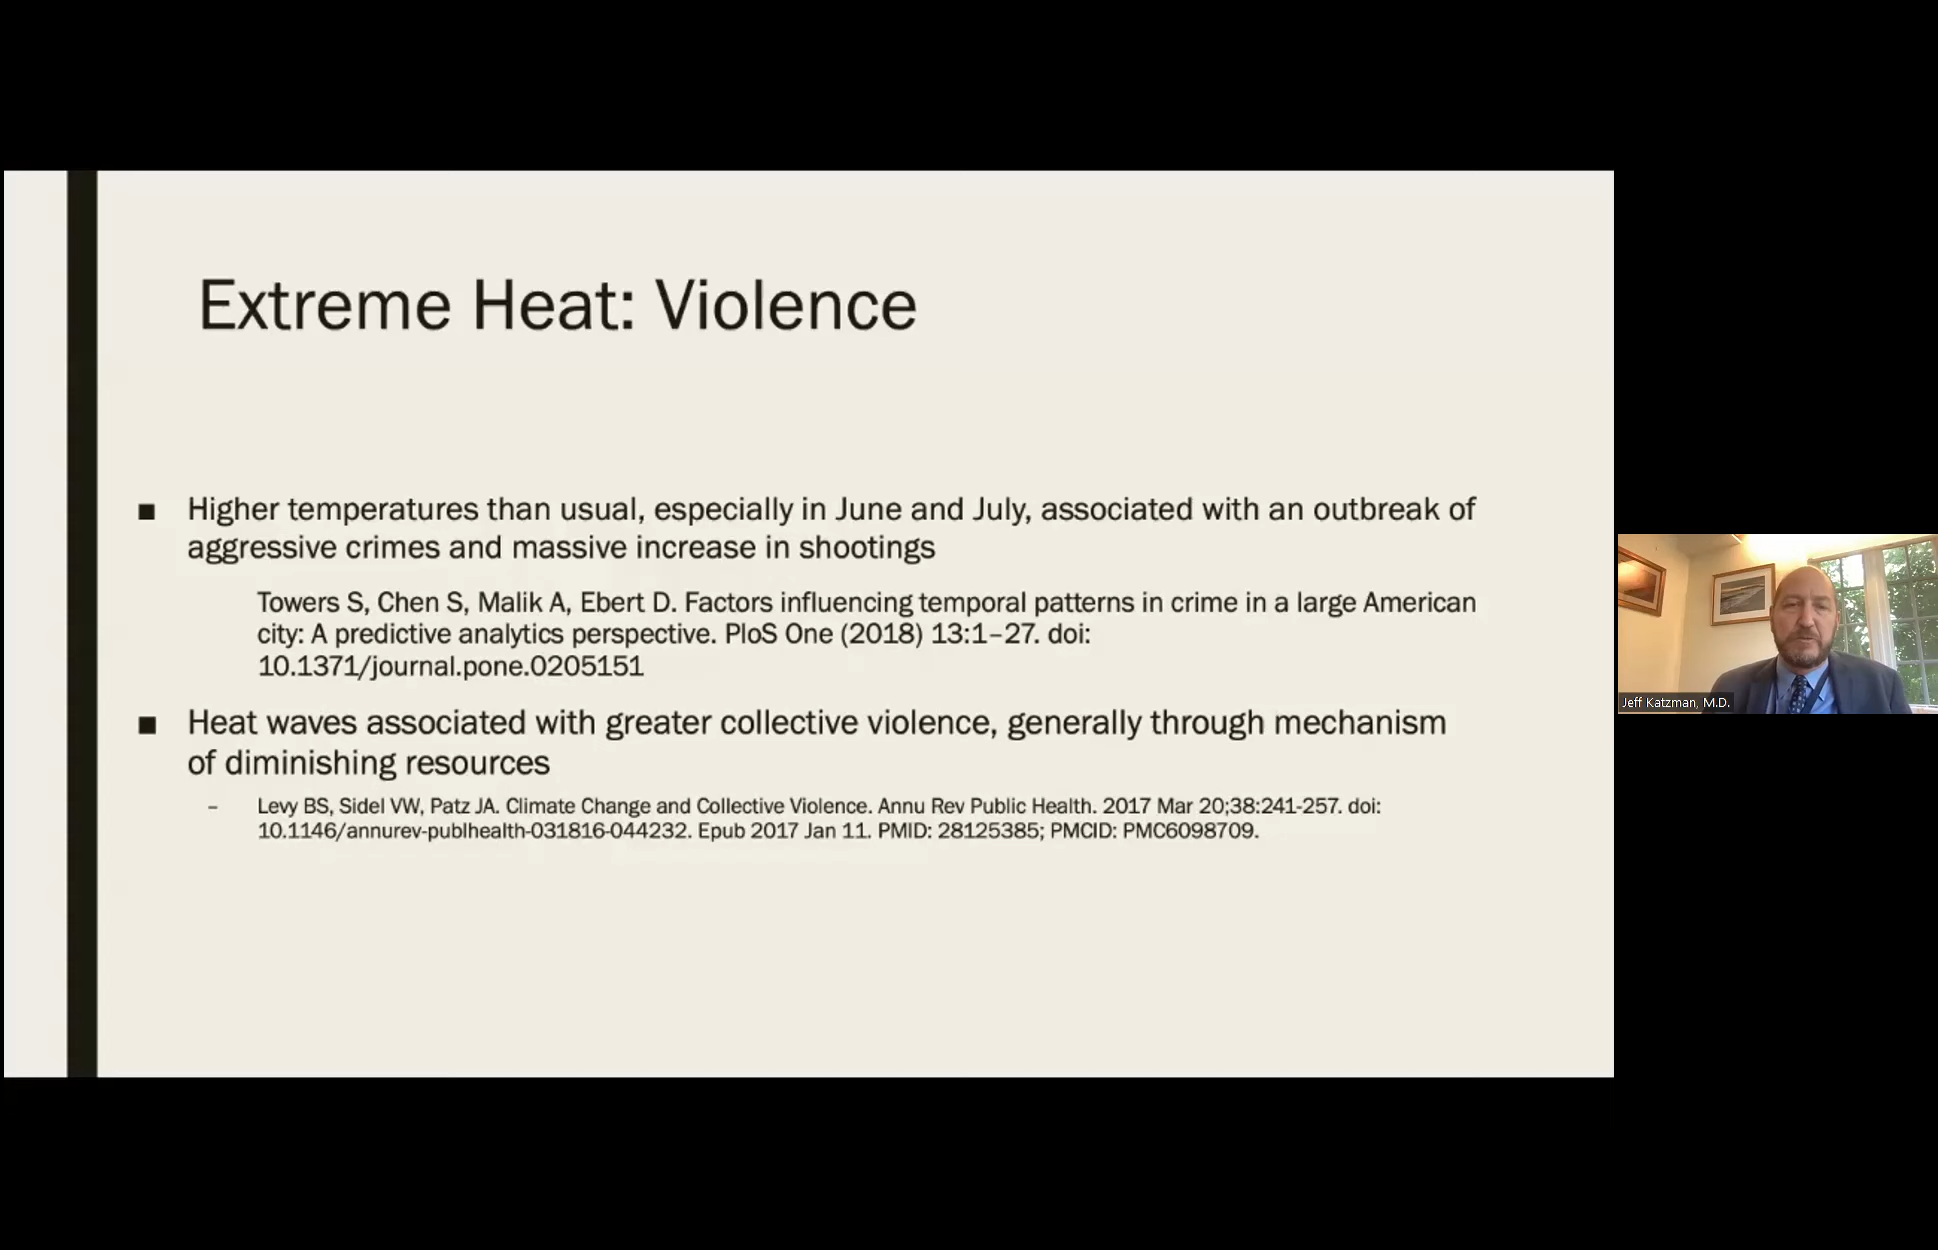 Extreme Heat: Violence
■ Higher temperatures than usual, especially in June and July, associated with an outbreak of
aggressive crimes and massive increase in shootings
Towers S, Chen S, Malik A, Ebert D. Factors influencing temporal patterns in crime in a large American
city: A predictive analytics perspective. PloS One (2018) 13:1–27. doi:
10.1371/journal.pone.0205151
■ Heat waves associated with greater collective violence, generally through mechanism
of diminishing resources
– Levy BS, Sidel VW, Patz JA. Climate Change and Collective Violence. Annu Rev Public Health. 2017 Mar 20;38:241-257. doi:
10.1146/annurev-publhealth-031816-044232. Epub 2017 Jan 11. PMID: 28125385; PMCID: PMC6098709.
Jeff Katzman, M.D.